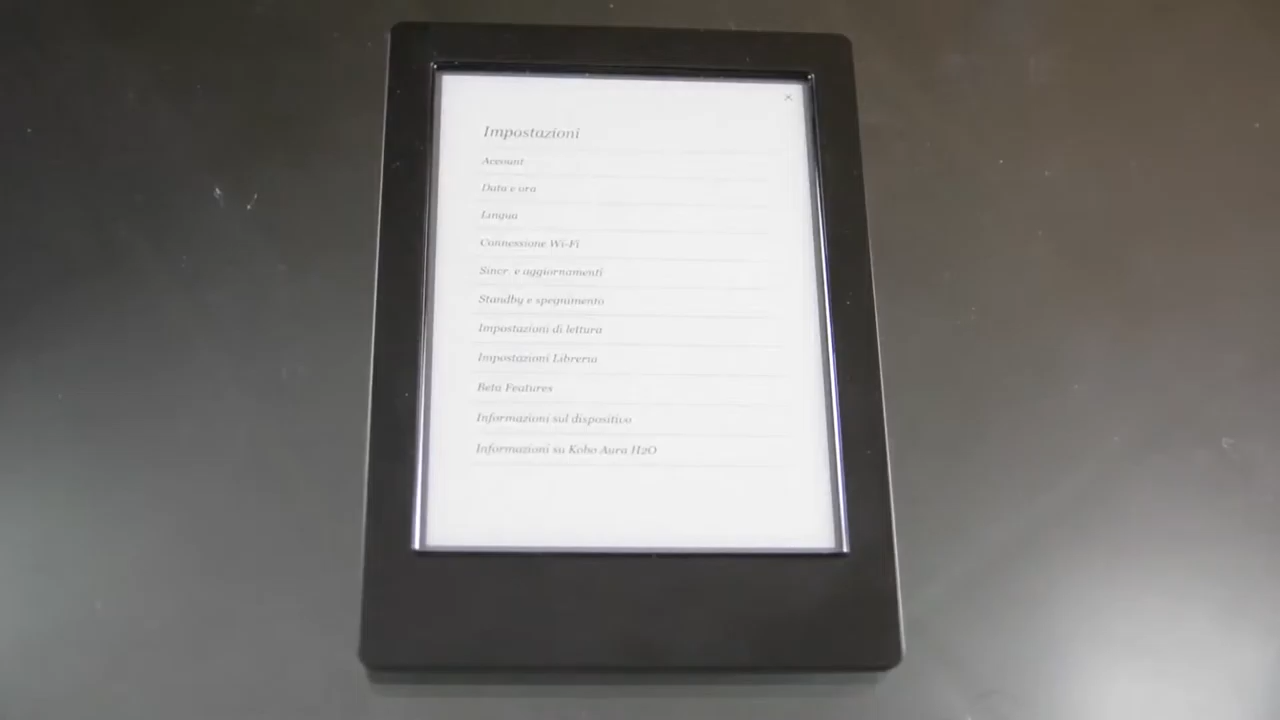 Impostazioni
Account
Data e ora
Lingua
Connessione Wi-Fi
Sincr. e aggiornamenti
Standby e spegnimento
Impostazioni di lettura
Impostazioni Libreria
Beta Features
Informazioni sul dispositivo
Informazioni su Kobo Aura H2O